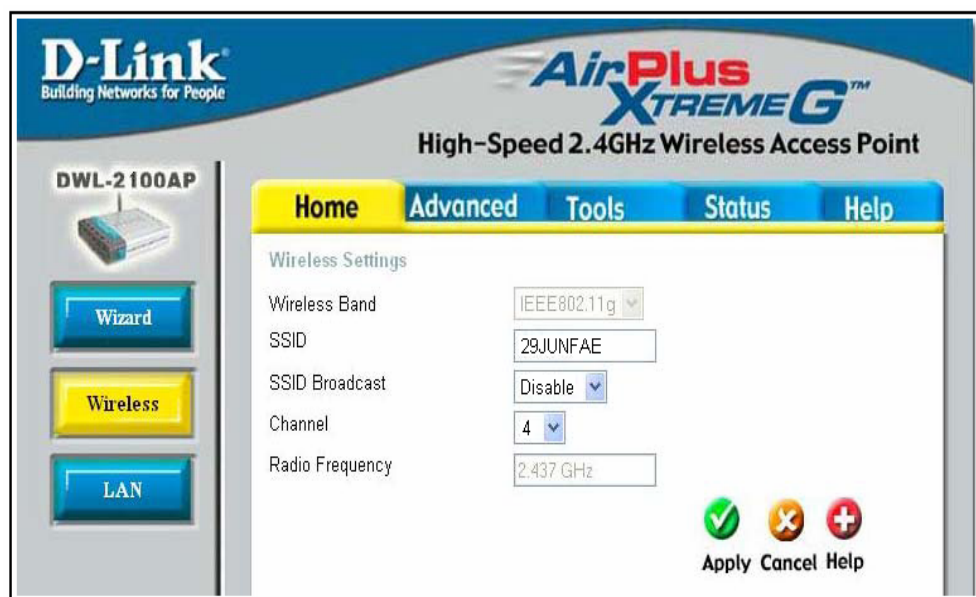 D-Link
Building Networks for People
AirPlus
XTREME G™
High-Speed 2.4GHz Wireless Access Point
DWL-2100AP
Home Advanced Tools Status Help
Wizard
Wireless
LAN
Wireless Settings
Wireless Band IEEE802.11g
SSID 29JUNFAE
SSID Broadcast Disable
Channel 4
Radio Frequency 2.437 GHz
Apply Cancel Help